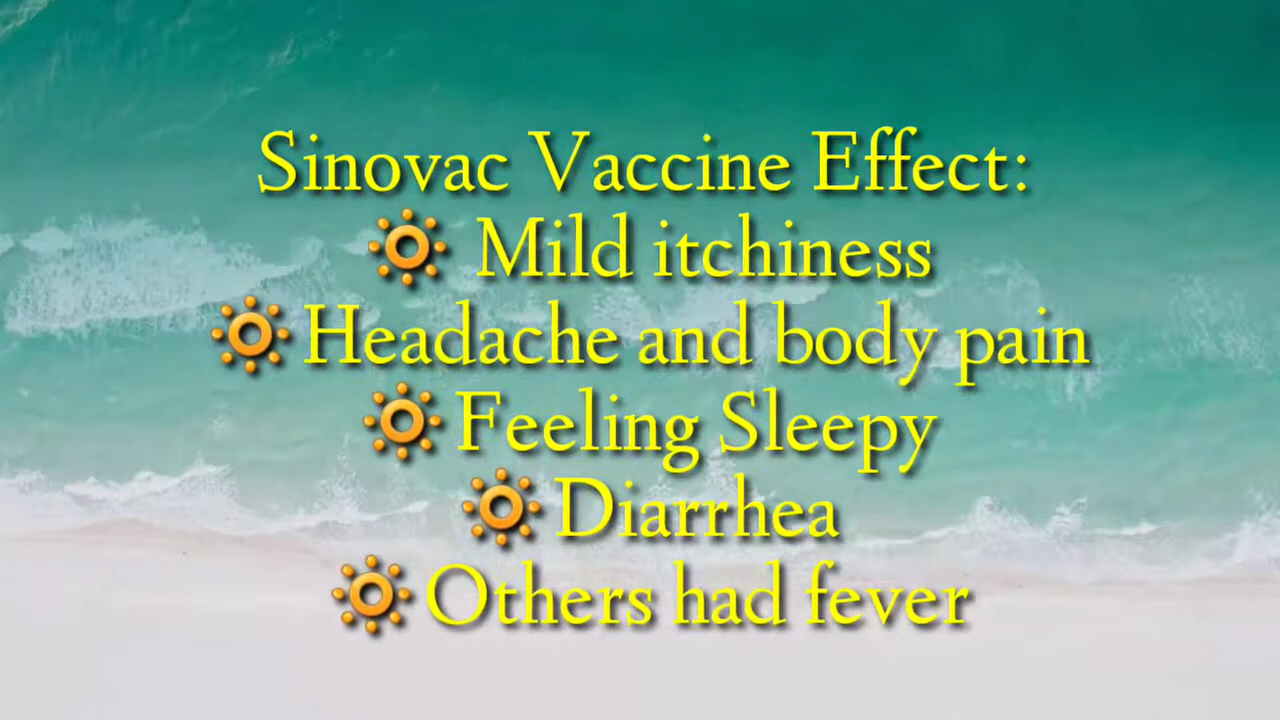 Sinovac Vaccine Effect:
🔅 Mild itchiness
🔅Headache and body pain
🔅Feeling Sleepy
🔅Diarrhea
🔅Others had fever